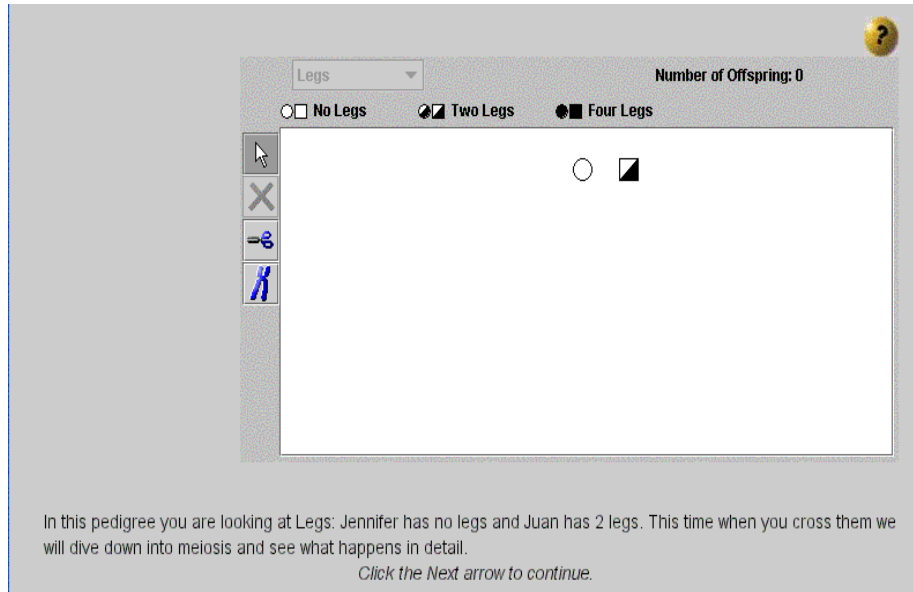 ?
Legs
Number of Offspring: 0
No Legs Two Legs Four Legs
In this pedigree you are looking at Legs: Jennifer has no legs and Juan has 2 legs. This time when you cross them we
will dive down into meiosis and see what happens in detail.
Click the Next arrow to continue.